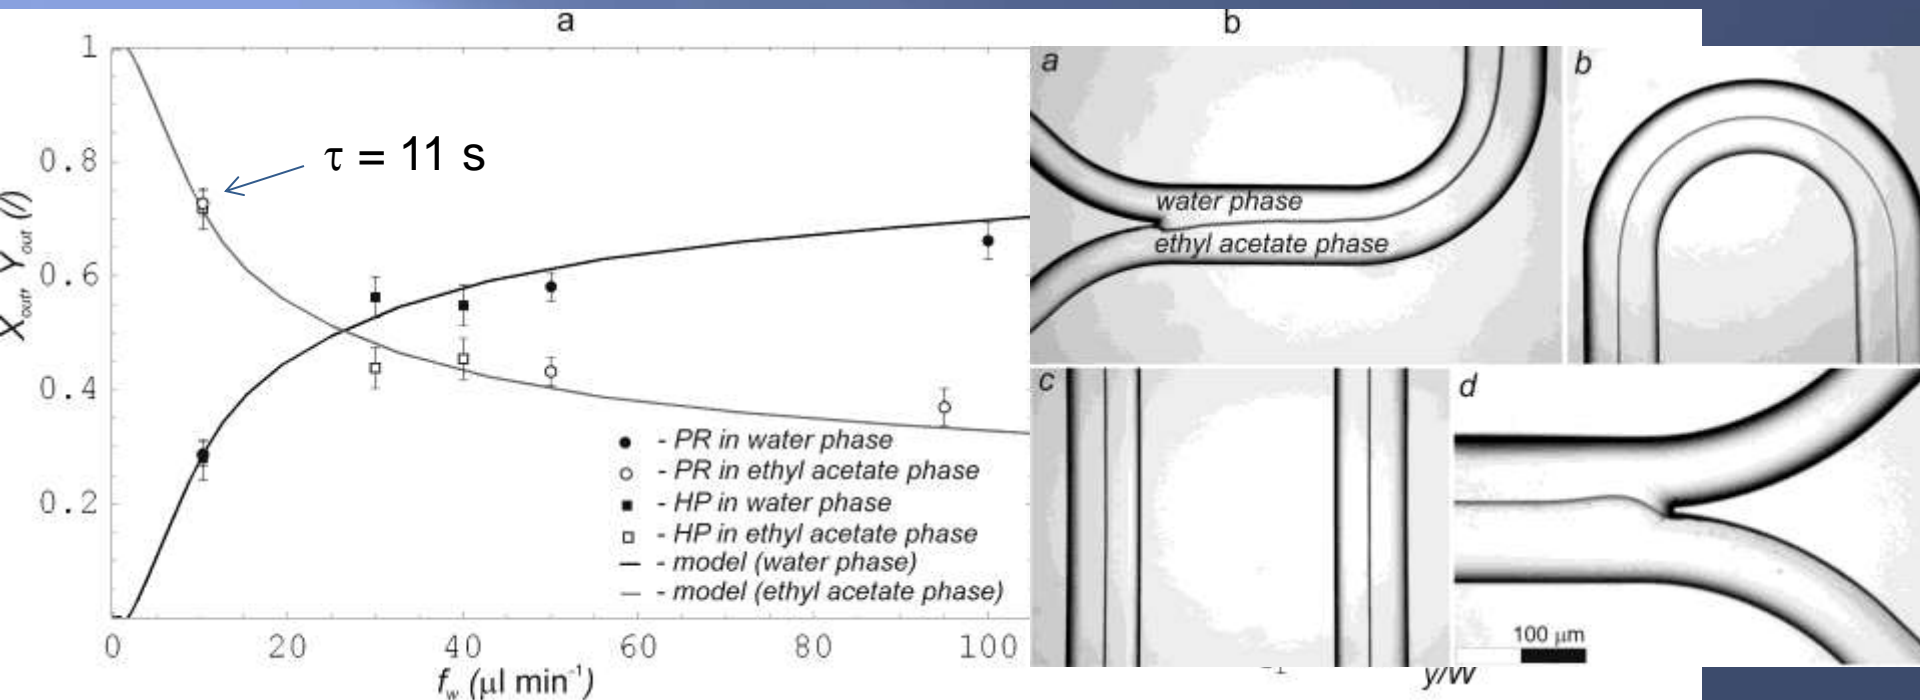 a
b
1
0.8
0.6
0.4
0.2
X_out, Y_out (/)
τ = 11 s
- PR in water phase
- PR in ethyl acetate phase
- HP in water phase
- HP in ethyl acetate phase
- model (water phase)
- model (ethyl acetate phase)
0 20 40 60 80 100
f_w (μl min⁻¹)
a
water phase
ethyl acetate phase
b
c
d
100 μm
y/W